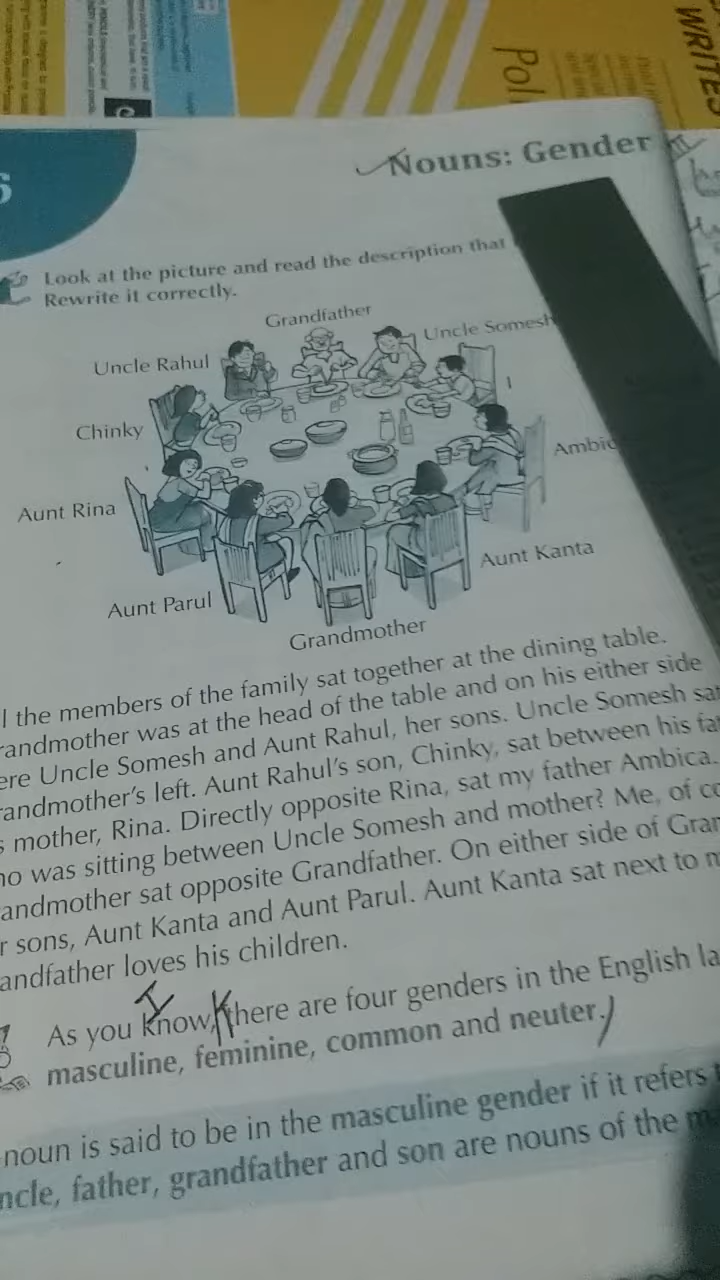 WRITES
Pol
6
Nouns: Gender
Look at the picture and read the description that
Rewrite it correctly.
Grandfather
Uncle Somesh
Uncle Rahul
I
Chinky
Ambic
Aunt Rina
Aunt Kanta
Aunt Parul
Grandmother
l the members of the family sat together at the dining table.
randmother was at the head of the table and on his either side
ere Uncle Somesh and Aunt Rahul, her sons. Uncle Somesh sat
randmother's left. Aunt Rahul's son, Chinky, sat between his fa
s mother, Rina. Directly opposite Rina, sat my father Ambica.
ho was sitting between Uncle Somesh and mother? Me, of co
andmother sat opposite Grandfather. On either side of Gran
r sons, Aunt Kanta and Aunt Parul. Aunt Kanta sat next to m
andfather loves his children.
As you know, there are four genders in the English la
masculine, feminine, common and neuter.
noun is said to be in the masculine gender if it refers t
ncle, father, grandfather and son are nouns of the m